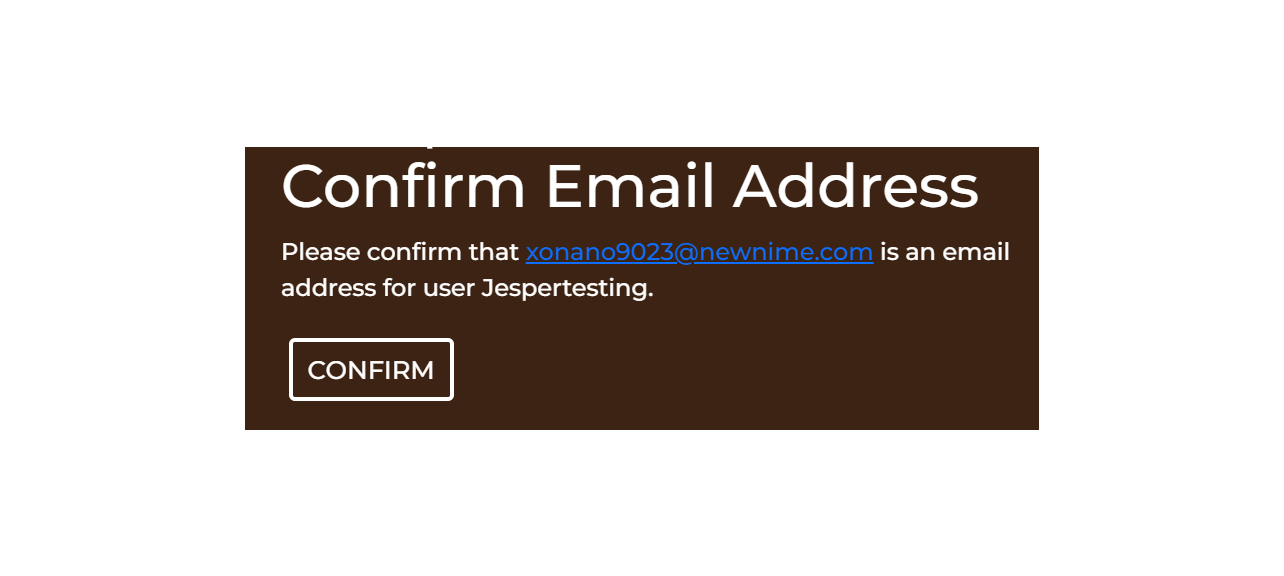 Confirm Email Address
Please confirm that xonano9023@newnime.com is an email
address for user Jespertesting.
CONFIRM